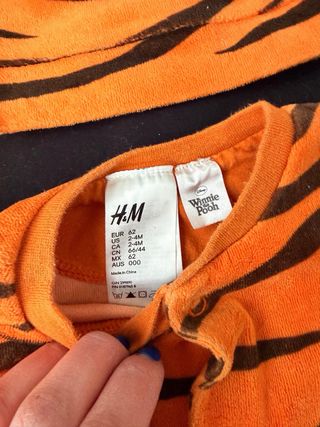 H&M
EUR 62
US 2-4M
CA 2-4M
CN 66/44
MX 62
AUS 000
Made in China
Disney
Winnie
the
Pooh